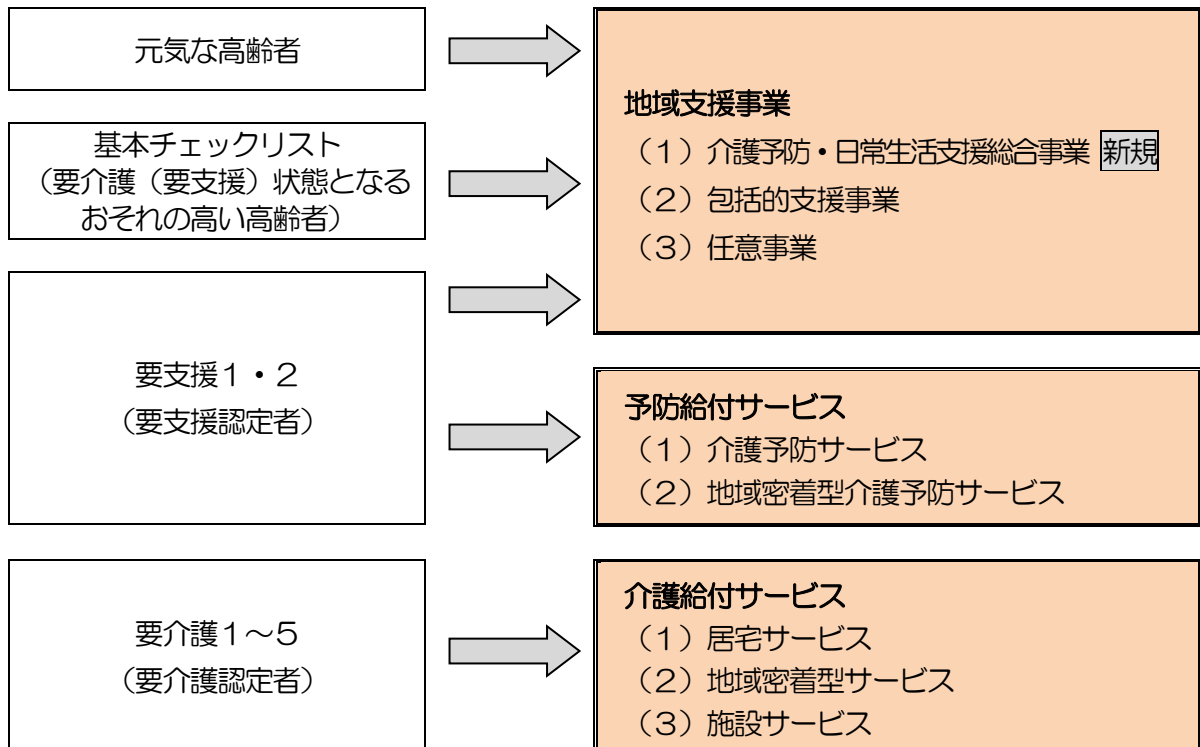 元気な高齢者
基本チェックリスト
（要介護（要支援）状態となる
おそれの高い高齢者）
要支援１・２
（要支援認定者）
要介護１～５
（要介護認定者）
地域支援事業
（１）介護予防・日常生活支援総合事業 新規
（２）包括的支援事業
（３）任意事業
予防給付サービス
（１）介護予防サービス
（２）地域密着型介護予防サービス
介護給付サービス
（１）居宅サービス
（２）地域密着型サービス
（３）施設サービス